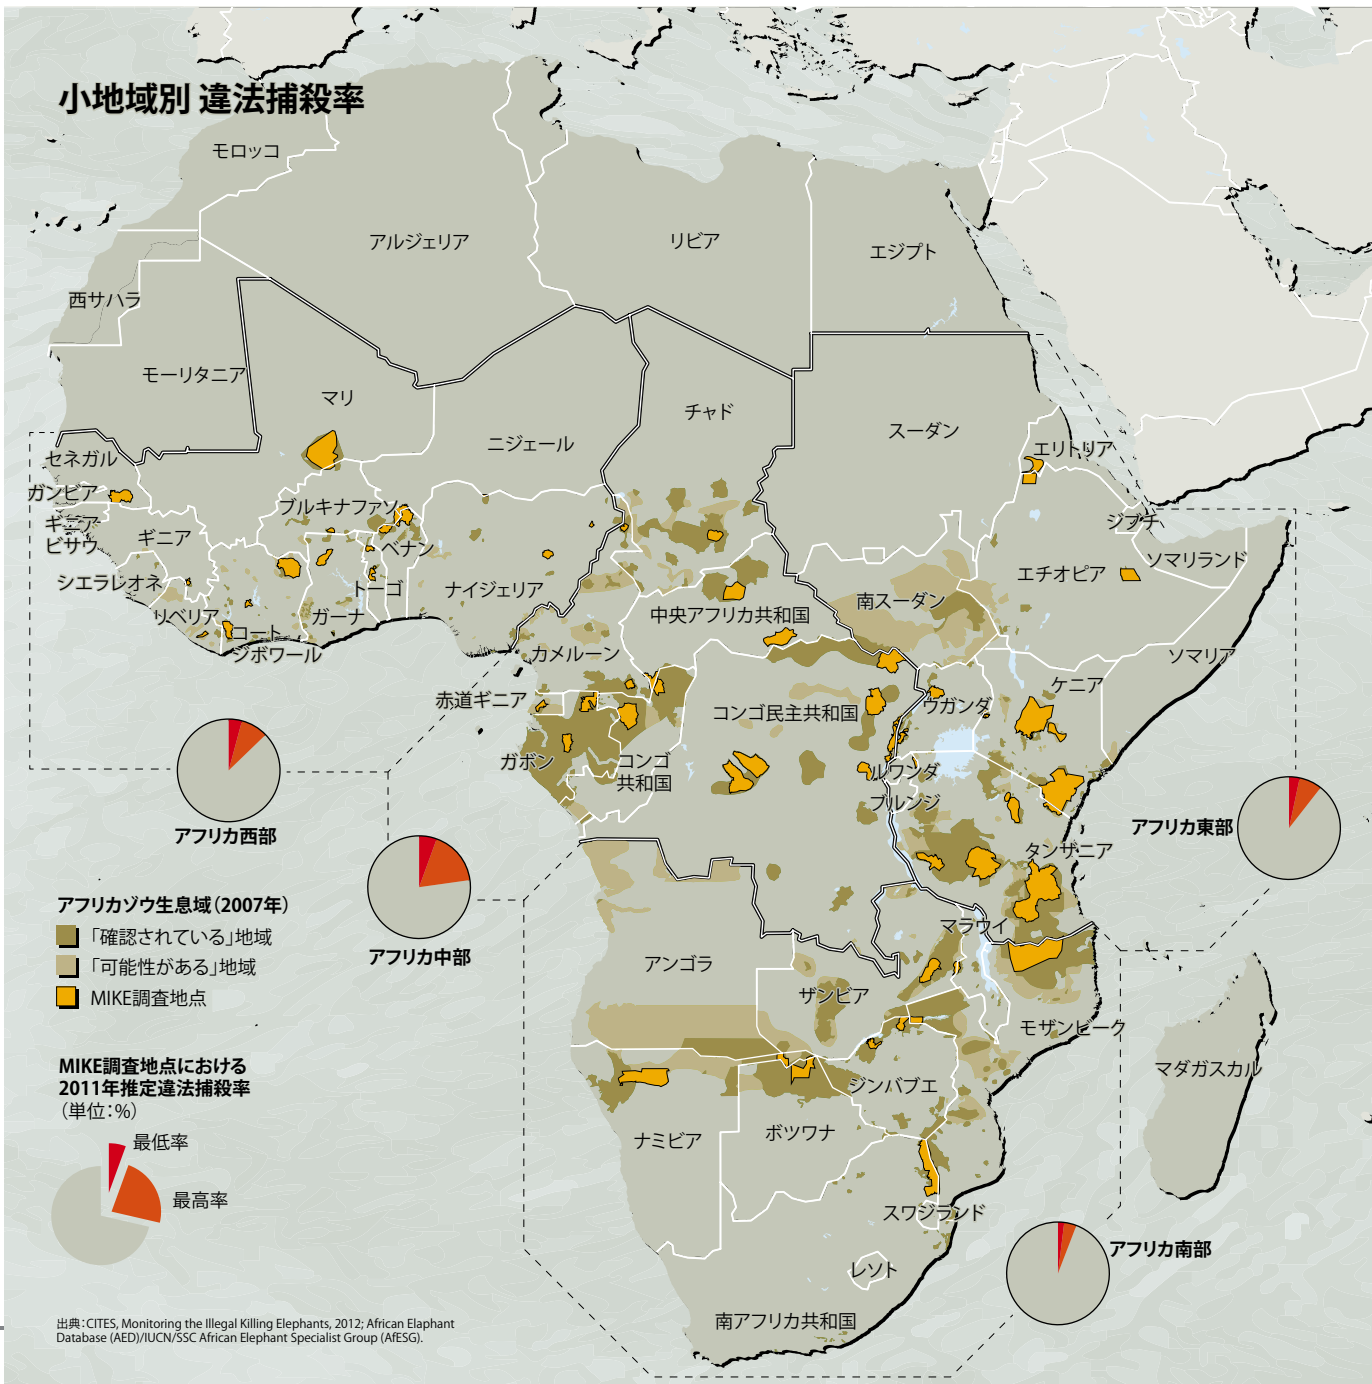 小地域別 違法捕殺率
モロッコ
アルジェリア
リビア
エジプト
西サハラ
モーリタニア
マリ
ニジェール
チャド
スーダン
エリトリア
セネガル
ガンビア
ギニア
ビサウ
ギニア
ブルキナファソ
ベナン
ジブチ
ソマリランド
エチオピア
シエラレオネ
トーゴ
ナイジェリア
中央アフリカ共和国
南スーダン
リベリア
コート
ジボワール
ガーナ
カメルーン
ソマリア
赤道ギニア
コンゴ民主共和国
ウガンダ
ケニア
ガボン
コンゴ
共和国
ルワンダ
ブルンジ
アフリカ西部
アフリカ東部
タンザニア
アフリカ中部
アフリカゾウ生息域（2007年）
「確認されている」地域
「可能性がある」地域
MIKE調査地点
マラウイ
アンゴラ
ザンビア
モザンビーク
マダガスカル
MIKE調査地点における
2011年推定違法捕殺率
（単位：%）
最低率
最高率
ジンバブエ
ナミビア
ボツワナ
スワジランド
アフリカ南部
レソト
南アフリカ共和国
出典：CITES, Monitoring the Illegal Killing Elephants, 2012; African Elaphant
Database (AED)/IUCN/SSC African Elephant Specialist Group (AfESG).